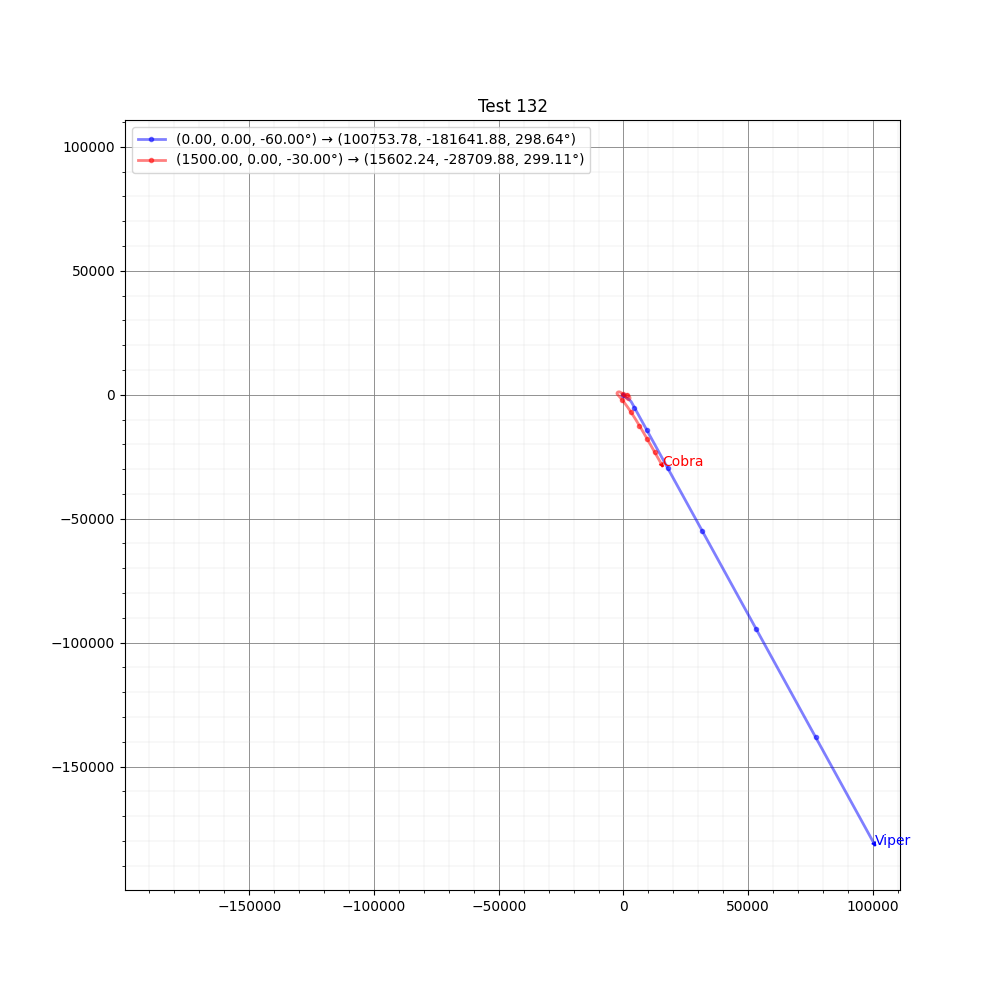 Test 132
(0.00, 0.00, -60.00°) → (100753.78, -181641.88, 298.64°)
(1500.00, 0.00, -30.00°) → (15602.24, -28709.88, 299.11°)
100000
50000
0
−50000
−100000
−150000
Cobra
Viper
−150000 −100000 −50000 0 50000 100000